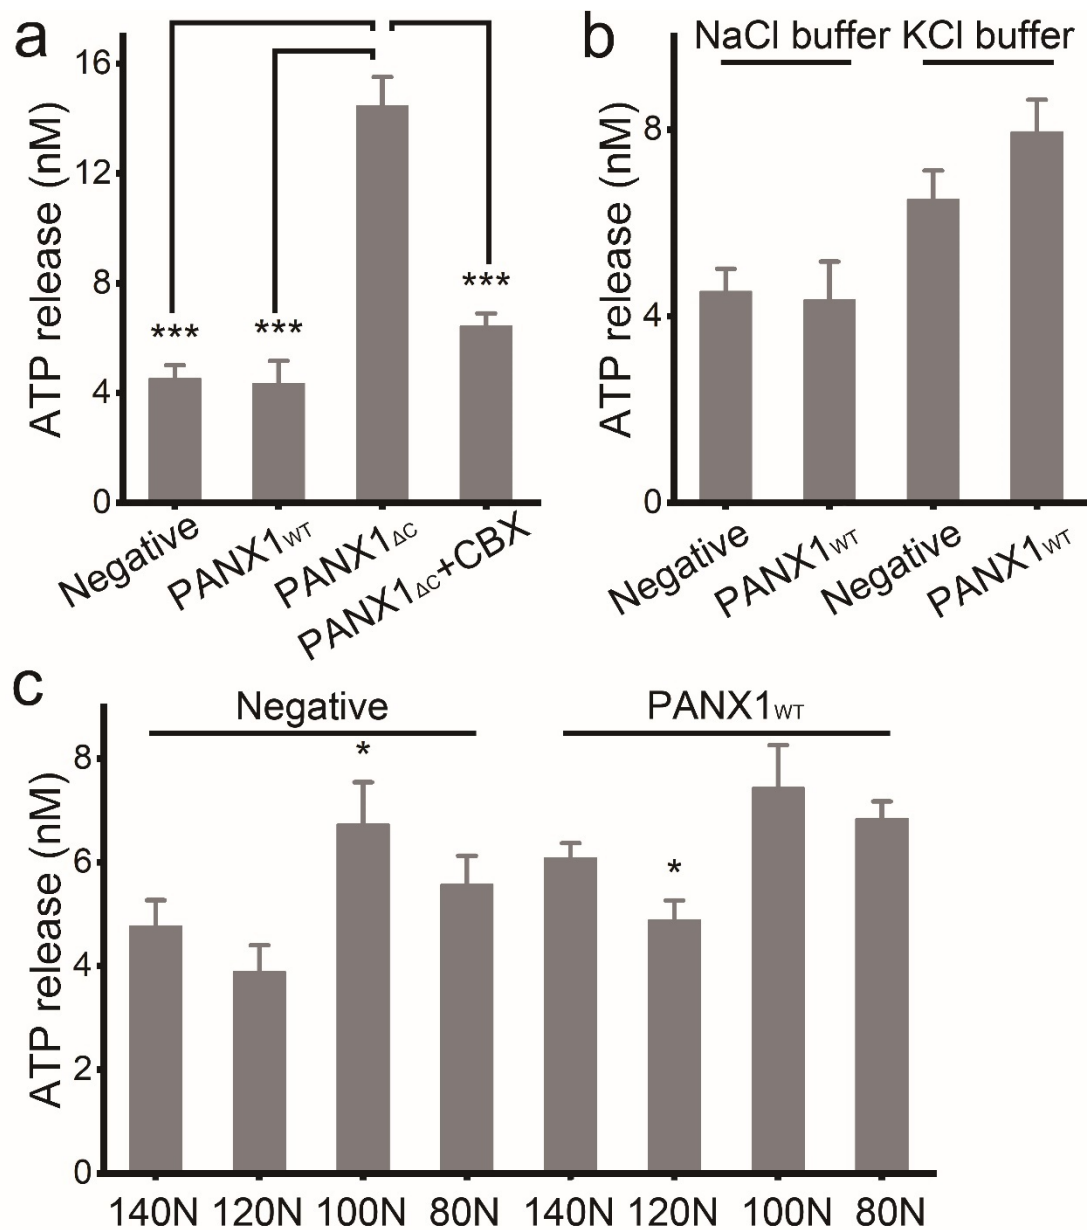 a
ATP release (nM)
16
12
8
4
0
***
***
***
Negative
PANX1WT
PANX1ΔC
PANX1ΔC+CBX
b
NaCl buffer KCl buffer
ATP release (nM)
8
4
0
Negative
PANX1WT
Negative
PANX1WT
c
Negative
PANX1WT
ATP release (nM)
8
6
4
2
0
*
*
140N 120N 100N 80N 140N 120N 100N 80N